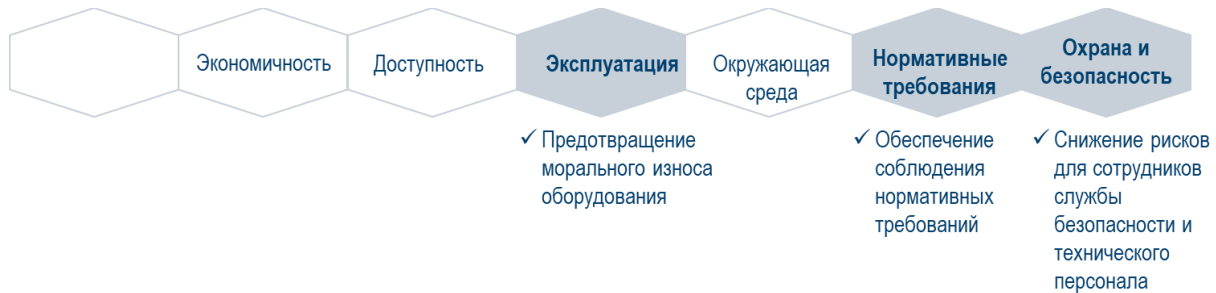 Экономичность
Доступность
Эксплуатация
Окружающая
среда
Нормативные
требования
Охрана и
безопасность
✓ Предотвращение
морального износа
оборудования
✓ Обеспечение
соблюдения
нормативных
требований
✓ Снижение рисков
для сотрудников
службы
безопасности и
технического
персонала